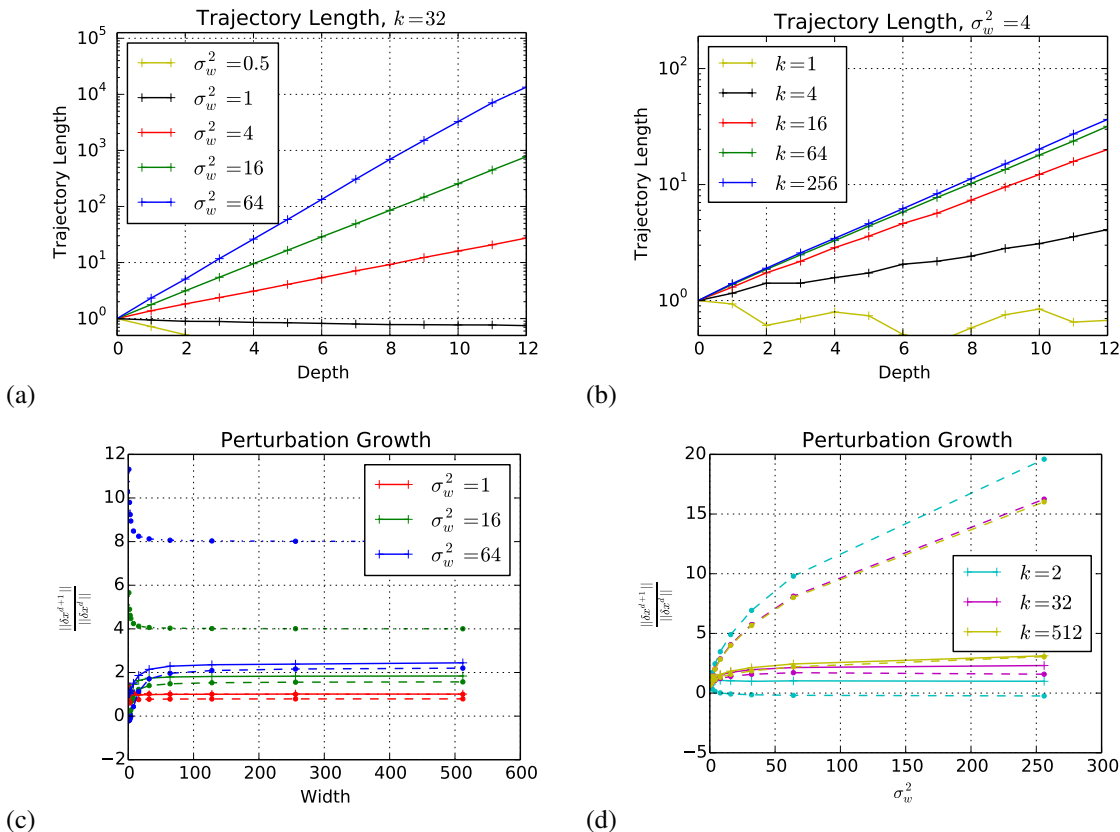 Trajectory Length, k=32
10^5
10^4
10^3
10^2
10^1
10^0
Trajectory Length
σ_w^2 =0.5
σ_w^2 =1
σ_w^2 =4
σ_w^2 =16
σ_w^2 =64
0 2 4 6 8 10 12
Depth
(a)
Trajectory Length, σ_w^2 =4
10^2
10^1
10^0
Trajectory Length
k=1
k=4
k=16
k=64
k=256
0 2 4 6 8 10 12
Depth
(b)
Perturbation Growth
12
10
8
6
4
2
0
−2
||δx^{d+1}||
||δx^d||
σ_w^2 =1
σ_w^2 =16
σ_w^2 =64
0 100 200 300 400 500 600
Width
(c)
Perturbation Growth
20
15
10
5
0
−5
||δx^{d+1}||
||δx^d||
k=2
k=32
k=512
0 50 100 150 200 250 300
σ_w^2
(d)